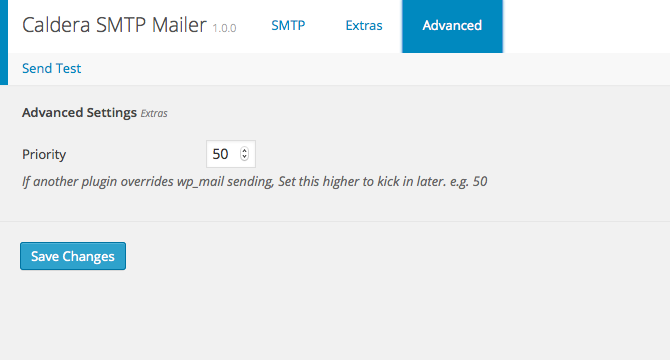 Caldera SMTP Mailer 1.0.0 SMTP Extras Advanced
Send Test
Advanced Settings Extras
Priority 50
If another plugin overrides wp_mail sending, Set this higher to kick in later. e.g. 50
Save Changes